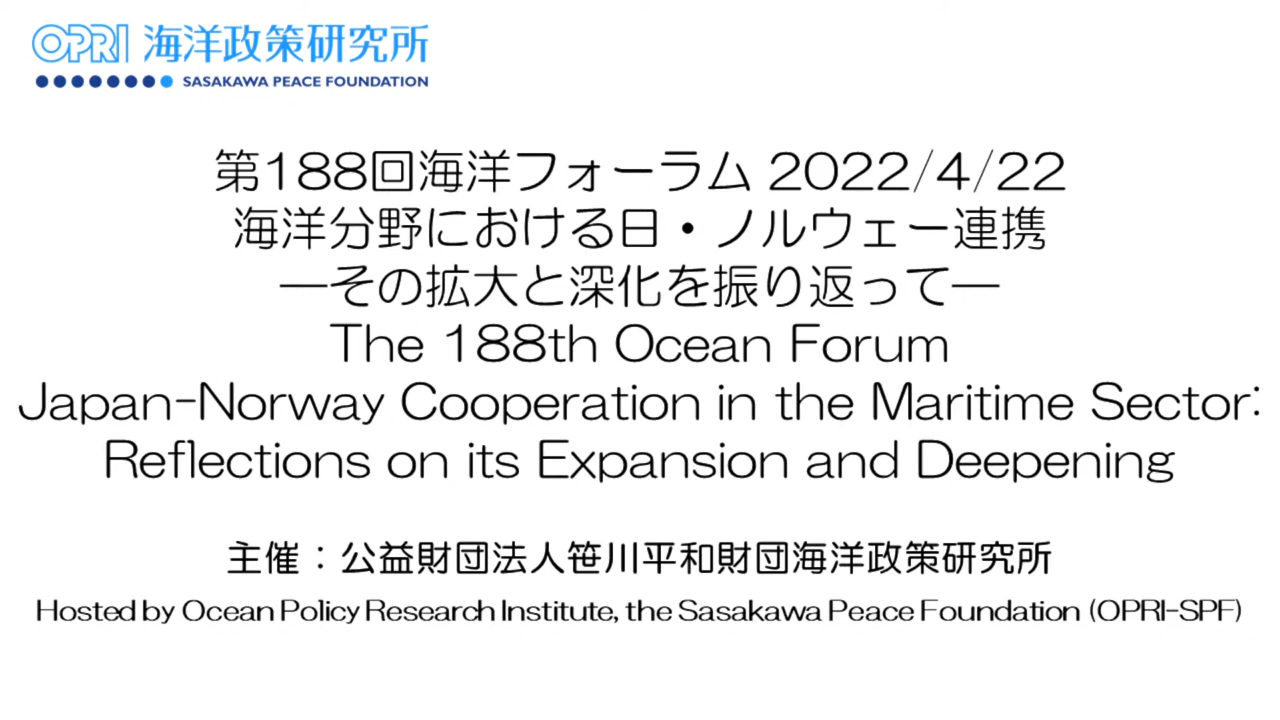 OPRI 海洋政策研究所
SASAKAWA PEACE FOUNDATION
第188回海洋フォーラム 2022/4/22
海洋分野における日・ノルウェー連携
―その拡大と深化を振り返って―
The 188th Ocean Forum
Japan-Norway Cooperation in the Maritime Sector:
Reflections on its Expansion and Deepening
主催：公益財団法人笹川平和財団海洋政策研究所
Hosted by Ocean Policy Research Institute, the Sasakawa Peace Foundation (OPRI-SPF)